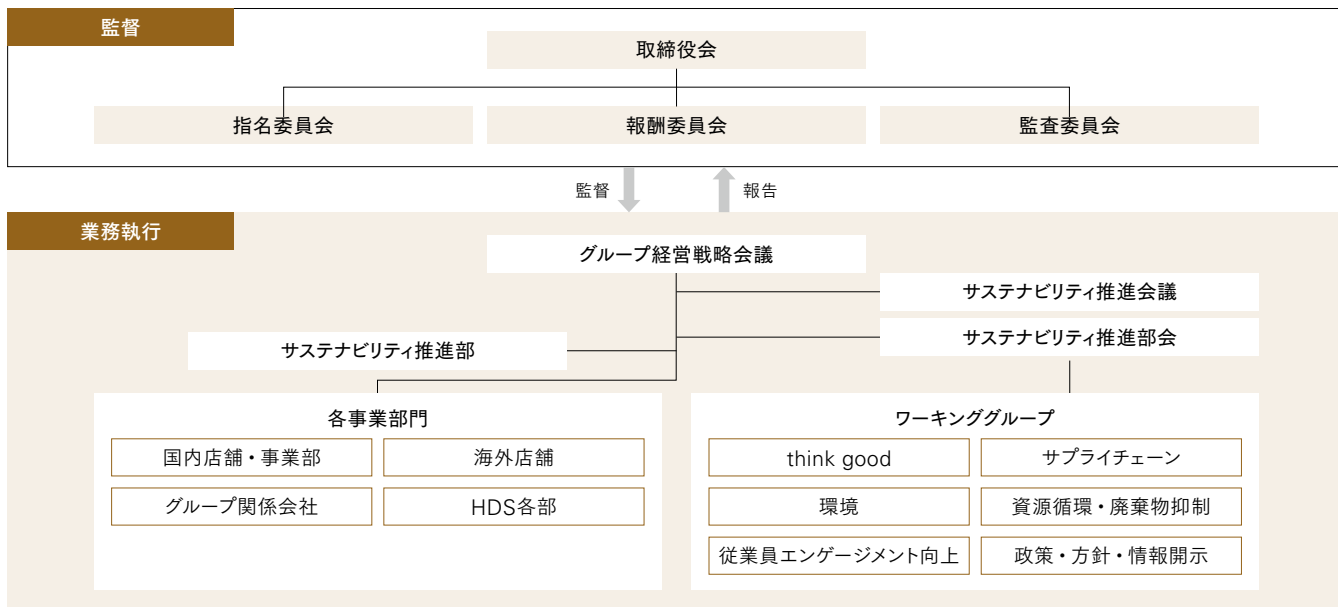 監督
取締役会
指名委員会
報酬委員会
監査委員会
監督
報告
業務執行
グループ経営戦略会議
サステナビリティ推進会議
サステナビリティ推進部会
サステナビリティ推進部
各事業部門
国内店舗・事業部
海外店舗
グループ関係会社
HDS各部
ワーキンググループ
think good
サプライチェーン
環境
資源循環・廃棄物抑制
従業員エンゲージメント向上
政策・方針・情報開示